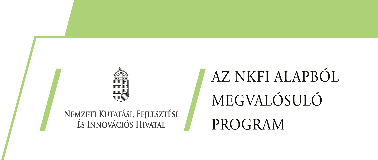 NEMZETI KUTATÁSI, FEJLESZTÉSI
ÉS INNOVÁCIÓS HIVATAL
AZ NKFI ALAPBÓL
MEGVALÓSULÓ
PROGRAM